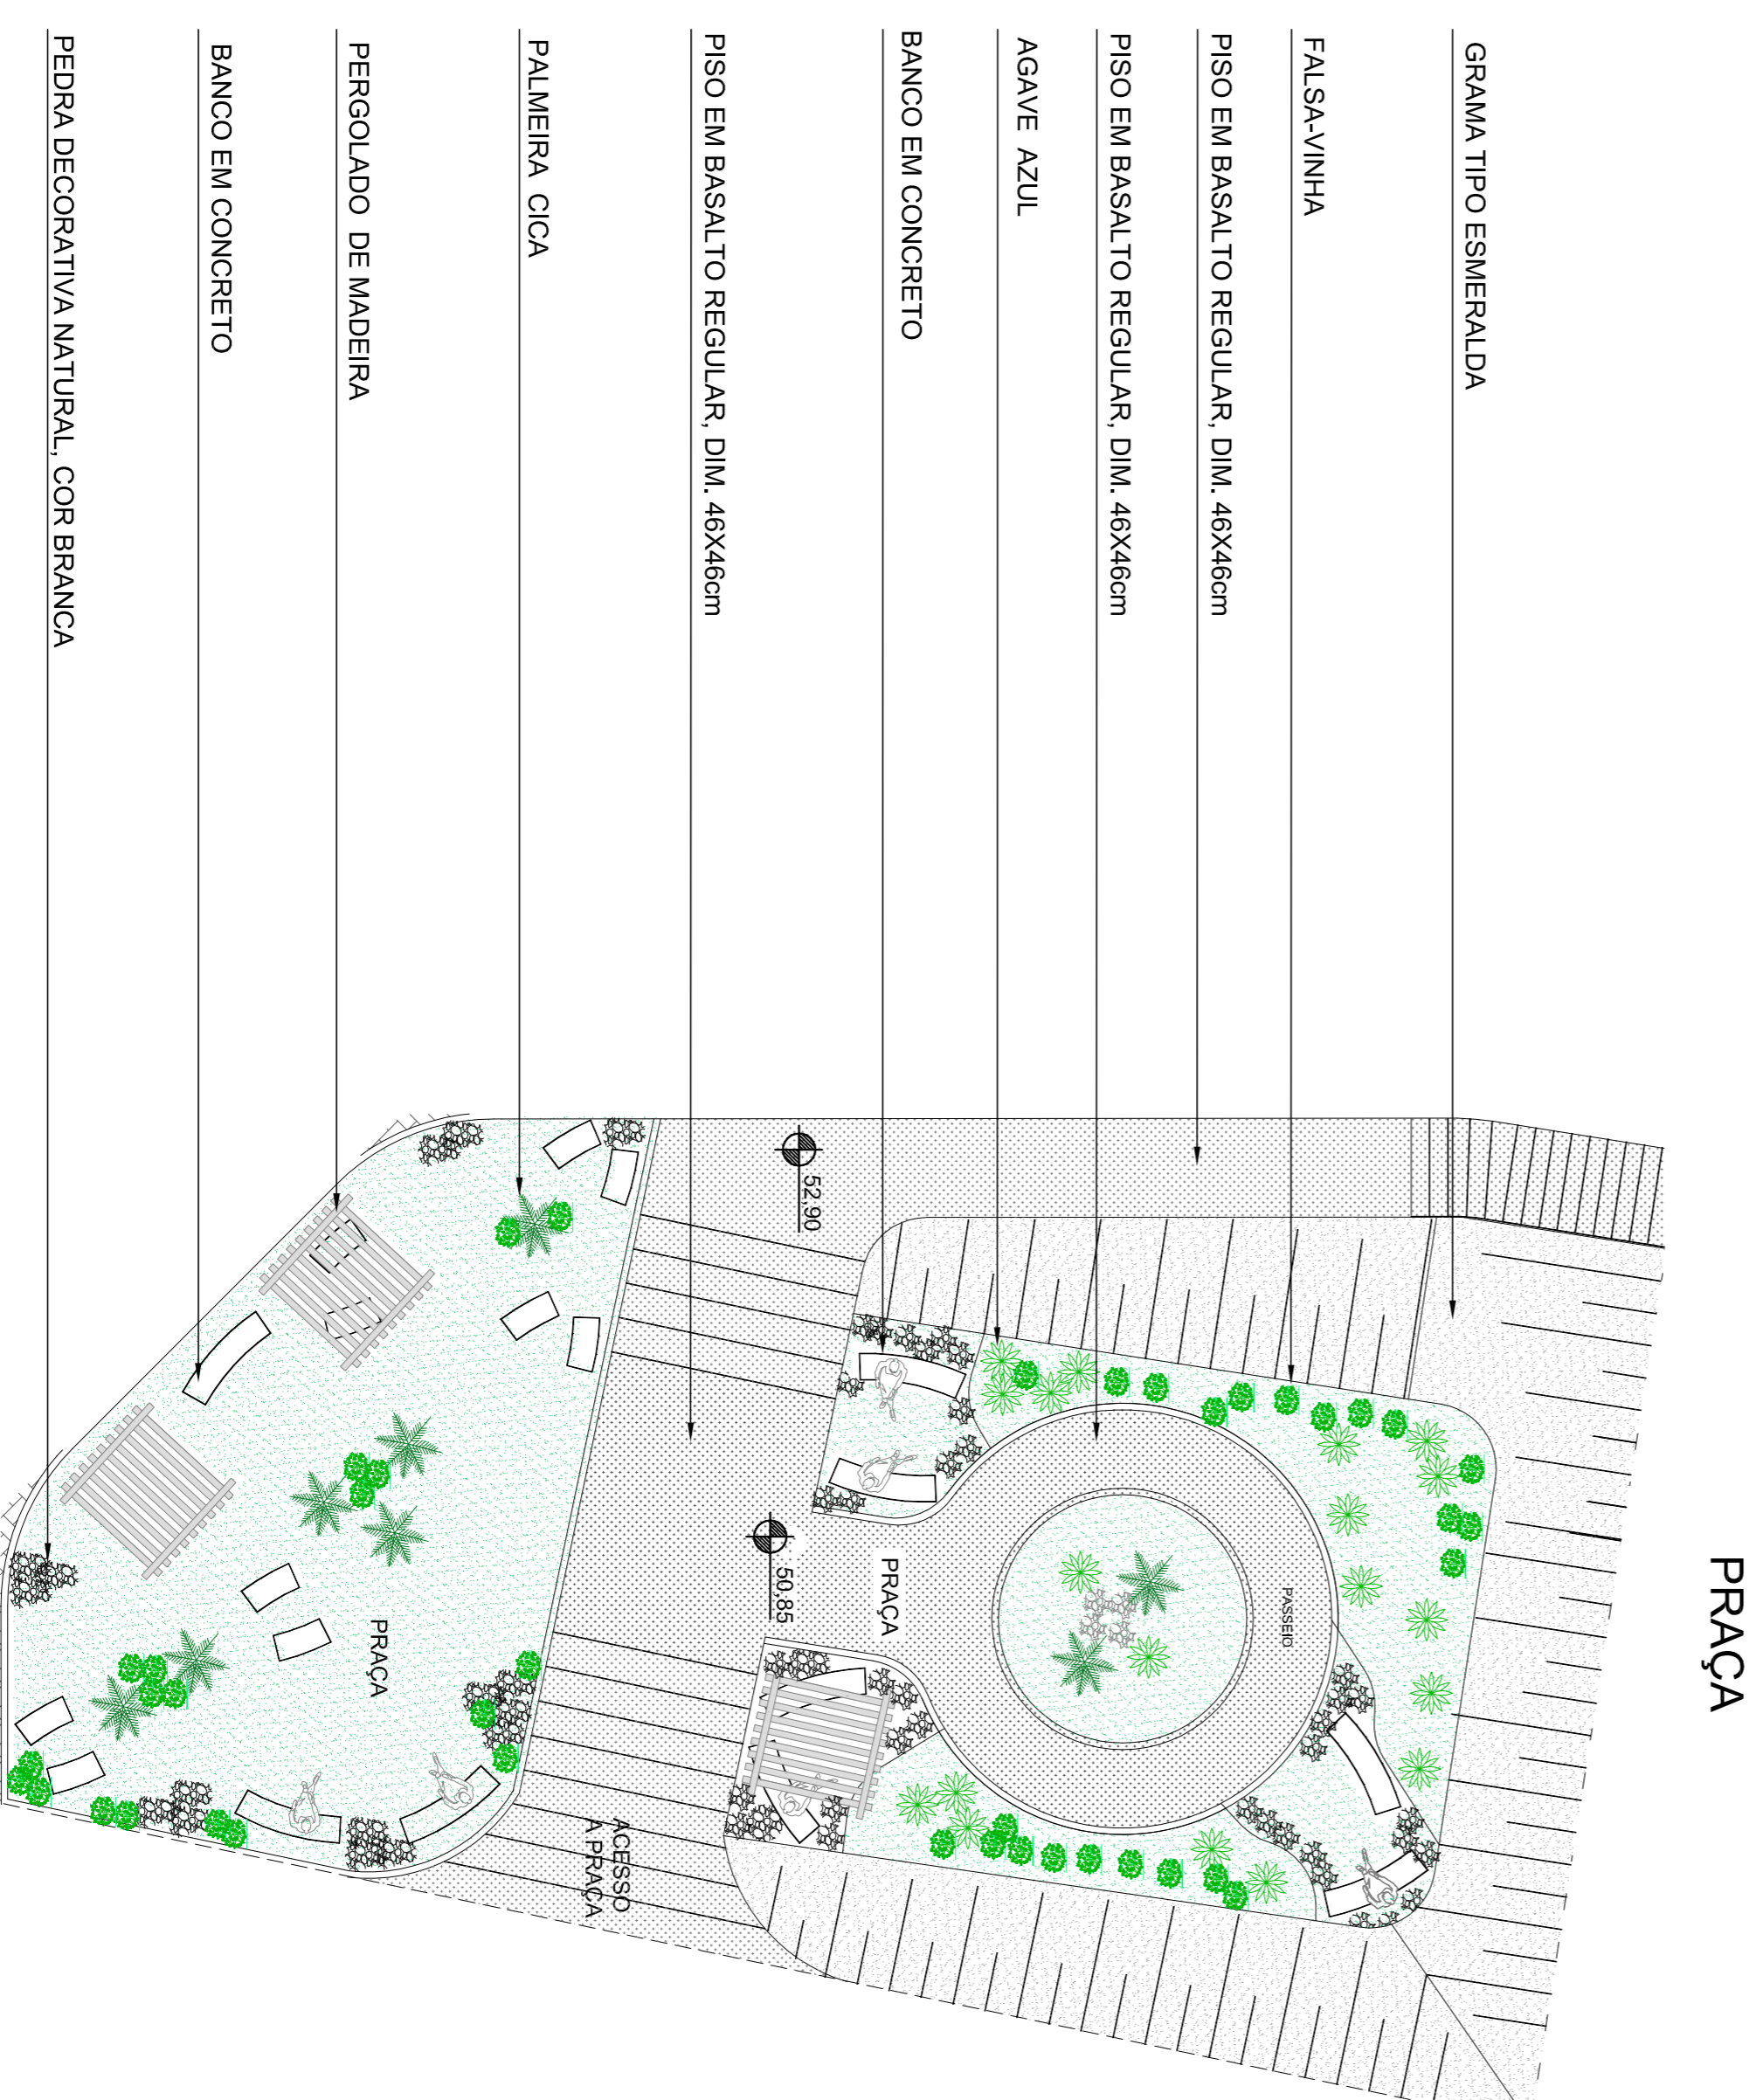 PRAÇA
GRAMA TIPO ESMERALDA
FALSA-VINHA
PISO EM BASALTO REGULAR, DIM. 46X46cm
PISO EM BASALTO REGULAR, DIM. 46X46cm
AGAVE AZUL
BANCO EM CONCRETO
PISO EM BASALTO REGULAR, DIM. 46X46cm
PALMEIRA CICA
PERGOLADO DE MADEIRA
BANCO EM CONCRETO
PEDRA DECORATIVA NATURAL, COR BRANCA
52,90
PASSEIO
PRAÇA
50,85
PRAÇA
ACESSO
A PRAÇA